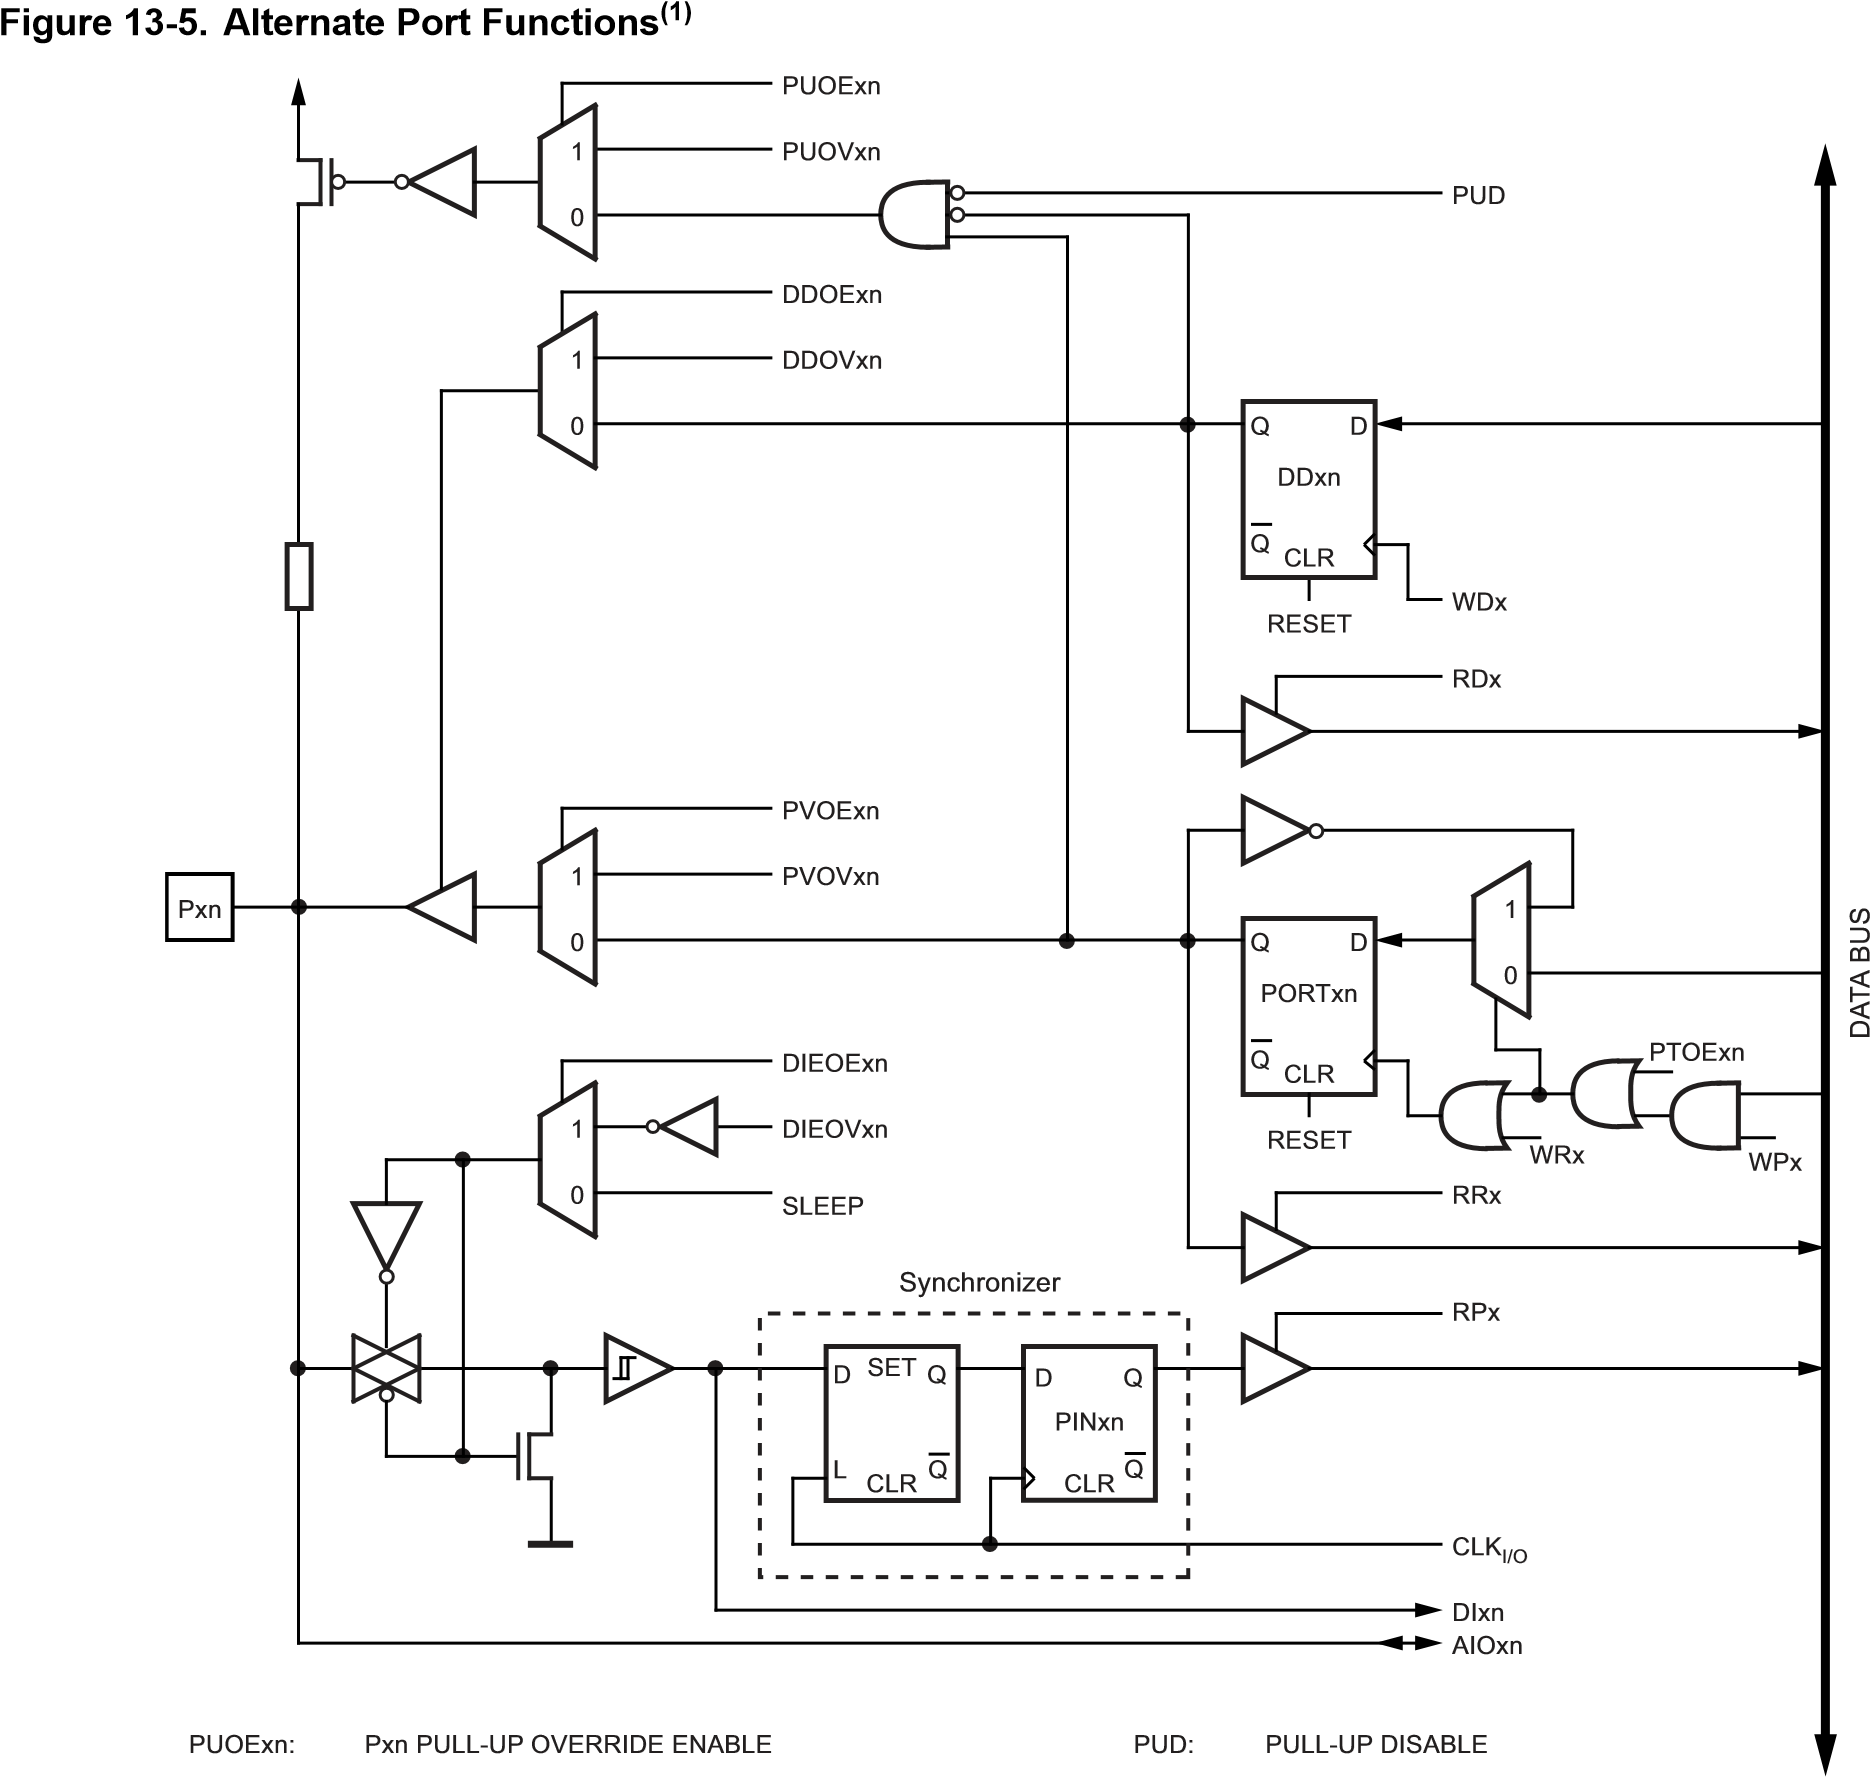 Figure 13-5. Alternate Port Functions(1)
PUOExn
1
PUOVxn
0
PUD
DDOExn
1
DDOVxn
0
Q
D
DDxn
Q
CLR
RESET
WDx
RDx
PVOExn
1
PVOVxn
0
Pxn
1
0
Q
D
PORTxn
Q
CLR
RESET
PTOExn
WRx
WPx
DATA BUS
DIEOExn
1
DIEOVxn
0
SLEEP
RRx
Synchronizer
RPx
D
SET
Q
L
CLR
Q
D
Q
PINxn
CLR
Q
CLKI/O
DIxn
AIOxn
PUOExn: Pxn PULL-UP OVERRIDE ENABLE
PUD: PULL-UP DISABLE